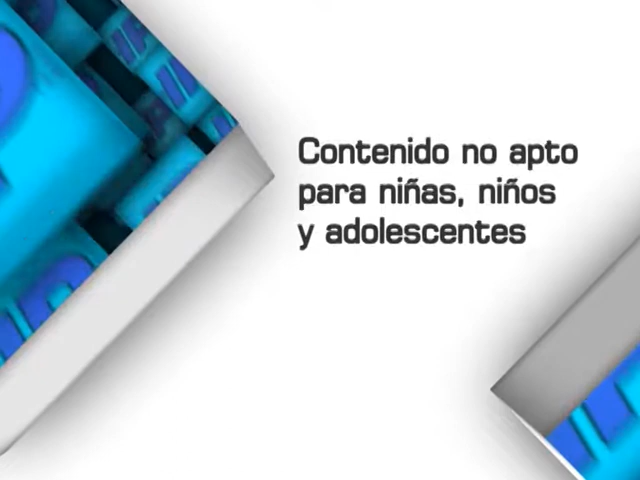 Contenido no apto
para niñas, niños
y adolescentes